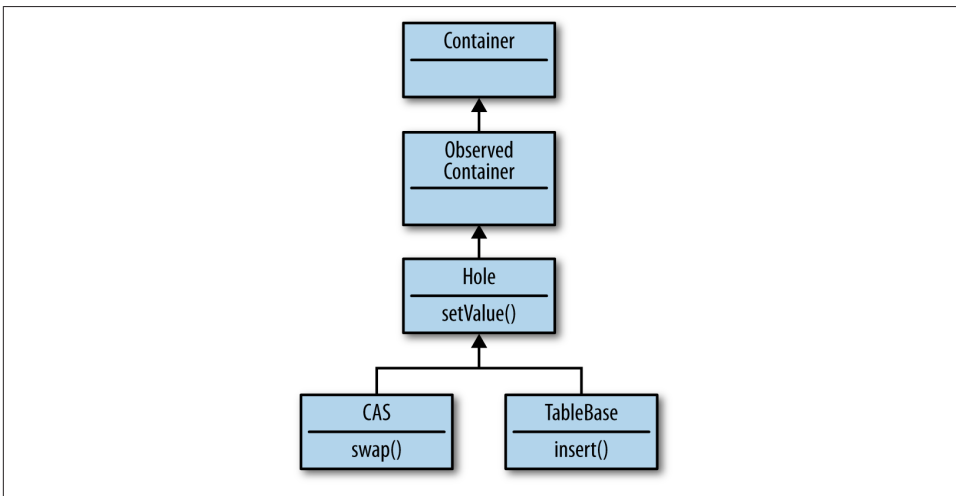 Container
Observed
Container
Hole
setValue()
CAS
swap()
TableBase
insert()